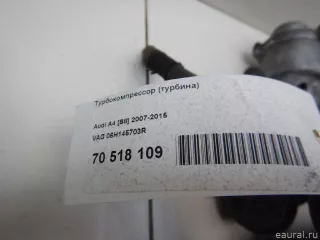 Турбокомпрессор (турбина)
Audi A4 [B8] 2007-2015
VAG 06H145703R
70 518 109
eaural.ru